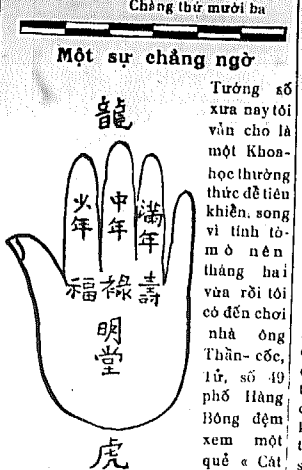 Chàng thứ mười ba
Một sự chẳng ngờ
龍
少年
中年
滿年
福祿壽
明堂
虎
Tướng số
xưa nay tôi
vẫn cho là
một Khoa-
học thường
thức để tiêu
khiển, song
vì tính tò-
mò nên
tháng hai
vừa rồi tôi
có đến chơi
nhà ông
Thần-cốc,
Tử, số 49
phố Hàng
Bông đệm
xem một
quẻ « Cát